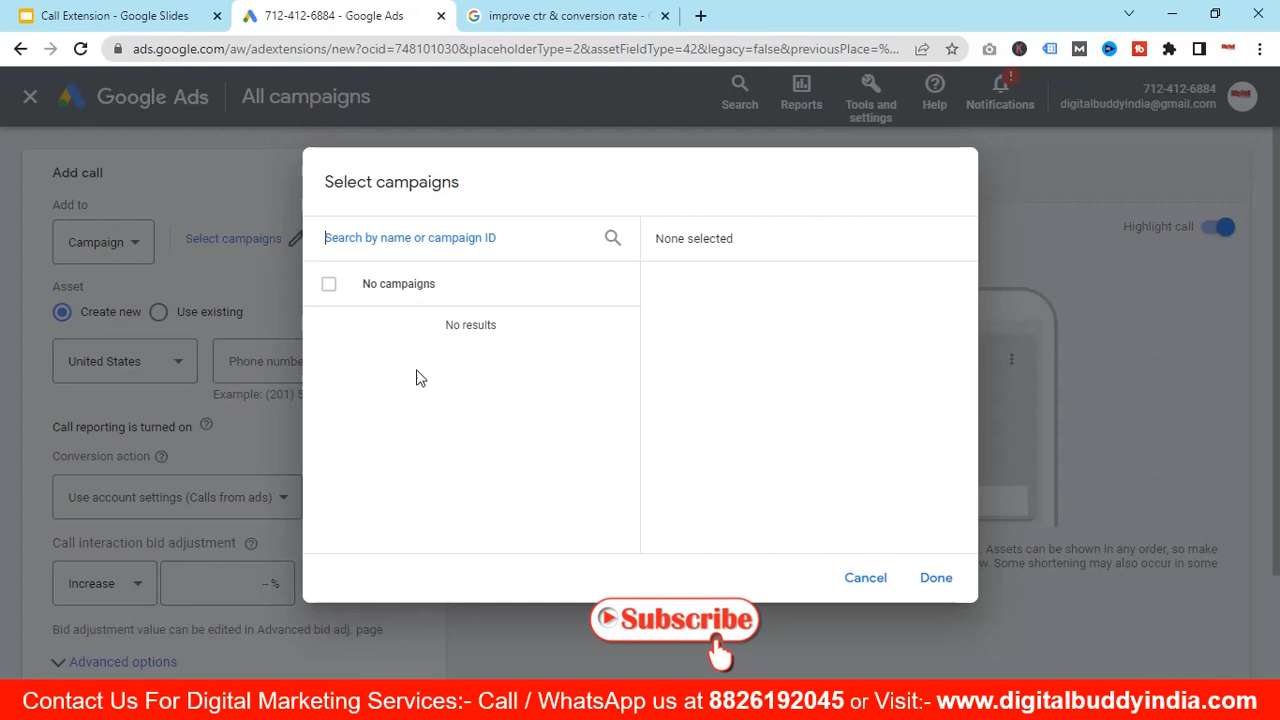 Call Extension - Google Slides
712-412-6884 - Google Ads
improve ctr & conversion rate -
ads.google.com/aw/adextensions/new?ocid=748101030&placeholderType=2&assetFieldType=42&legacy=false&previousPlace=%...
Google Ads
All campaigns
Search
Reports
Tools and settings
Help
Notifications
712-412-6884
digitalbuddyindia@gmail.com
Add call
Add to
Campaign
Select campaigns
Asset
Create new
Use existing
United States
Phone numbe
Example: (201) 5
Call reporting is turned on
Conversion action
Use account settings (Calls from ads)
Call interaction bid adjustment
Increase
– %
Bid adjustment value can be edited in Advanced bid adj. page
Advanced options
Select campaigns
Search by name or campaign ID
No campaigns
No results
None selected
Cancel
Done
Highlight call
. Assets can be shown in any order, so make
. Some shortening may also occur in some
Subscribe
Contact Us For Digital Marketing Services:- Call / WhatsApp us at 8826192045 or Visit:- www.digitalbuddyindia.com